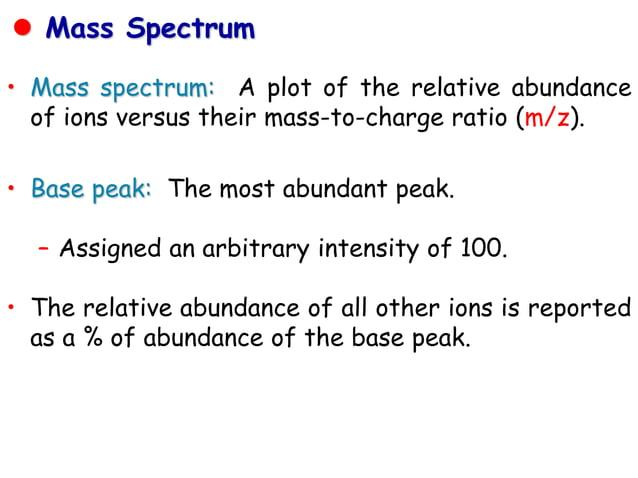 ● Mass Spectrum
• Mass spectrum: A plot of the relative abundance
of ions versus their mass-to-charge ratio (m/z).
• Base peak: The most abundant peak.
– Assigned an arbitrary intensity of 100.
• The relative abundance of all other ions is reported
as a % of abundance of the base peak.